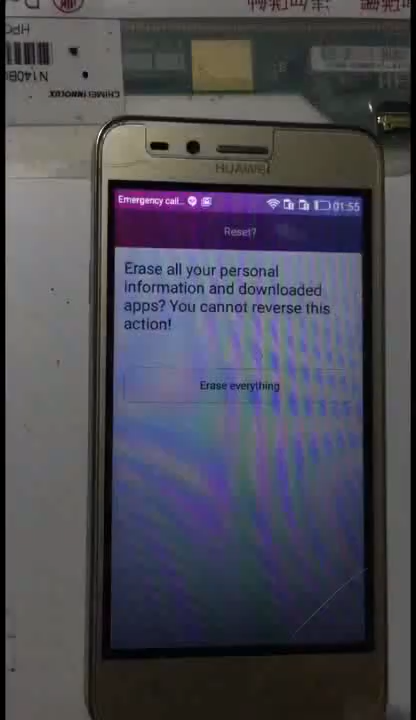 HPC
N140B
CHIMEI INNOLUX
HUAWEI
Emergency call... 01:55
Reset?
Erase all your personal
information and downloaded
apps? You cannot reverse this
action!
Erase everything